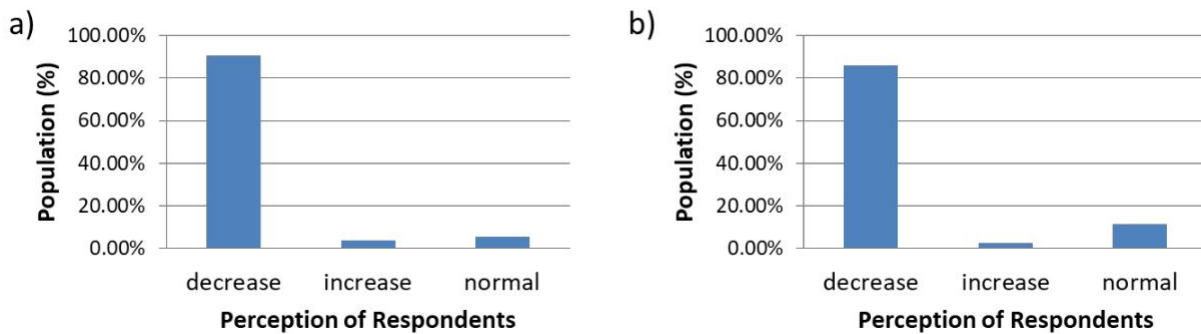 a)
Population (%)
100.00%
80.00%
60.00%
40.00%
20.00%
0.00%
decrease increase normal
Perception of Respondents
b)
Population (%)
100.00%
80.00%
60.00%
40.00%
20.00%
0.00%
decrease increase normal
Perception of Respondents